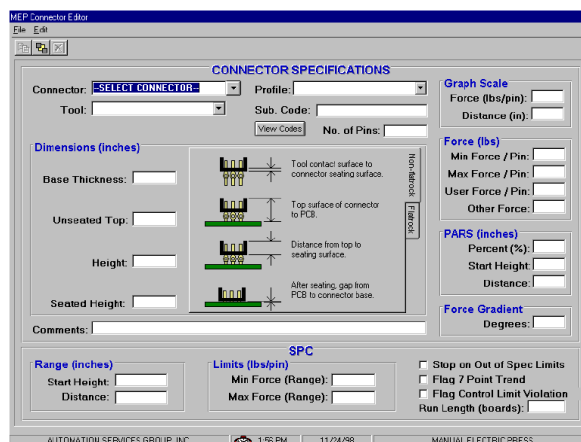 MEP Connector Editor
File Edit
CONNECTOR SPECIFICATIONS
Connector: --SELECT CONNECTOR-- Profile:
Tool: Sub. Code:
View Codes No. of Pins:
Graph Scale
Force (lbs/pin):
Distance (in):
Dimensions (inches)
Base Thickness:
Unseated Top:
Height:
Seated Height:
Tool contact surface to
connector seating surface.
Top surface of connector
to PCB.
Distance from top to
seating surface.
After seating, gap from
PCB to connector base.
Non-flatrock
Flatrock
Force (lbs)
Min Force / Pin:
Max Force / Pin:
User Force / Pin:
Other Force:
PARS (inches)
Percent (%):
Start Height:
Distance:
Force Gradient
Degrees:
Comments:
SPC
Range (inches)
Start Height:
Distance:
Limits (lbs/pin)
Min Force (Range):
Max Force (Range):
Stop on Out of Spec Limits
Flag 7 Point Trend
Flag Control Limit Violation
Run Length (boards):
AUTOMATION SERVICES GROUP, INC. 1:56 PM 11/24/98 MANUAL ELECTRIC PRESS